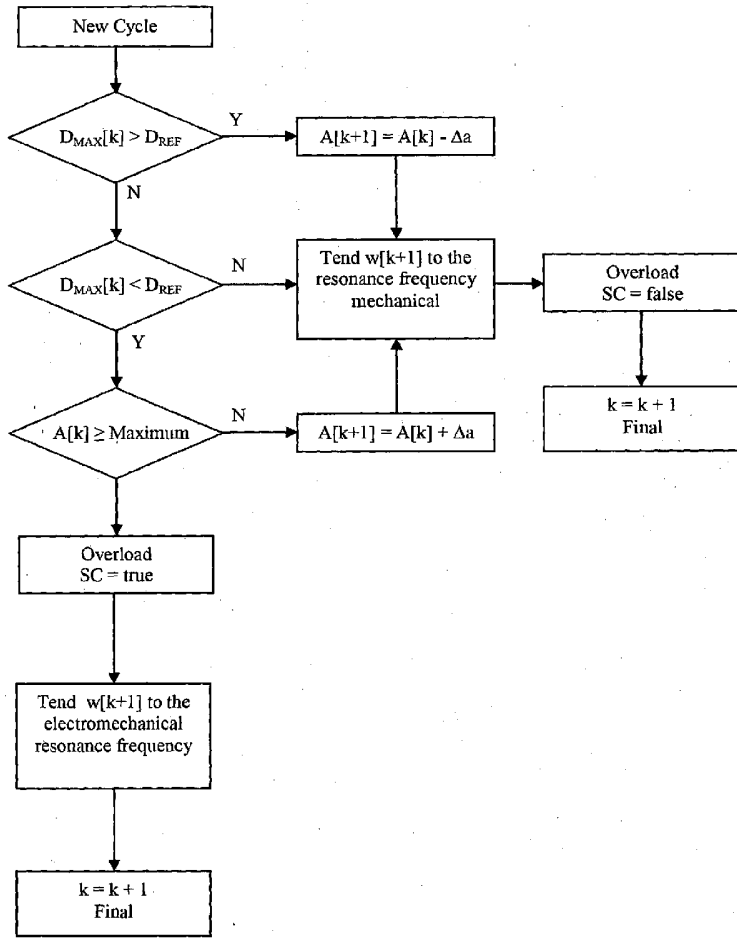 New Cycle
D_MAX[k] > D_REF
Y
A[k+1] = A[k] - Δa
N
D_MAX[k] < D_REF
N
Tend w[k+1] to the
resonance frequency
mechanical
Overload
SC = false
Y
k = k + 1
Final
A[k] ≥ Maximum
N
A[k+1] = A[k] + Δa
Overload
SC = true
Tend w[k+1] to the
electromechanical
resonance frequency
k = k + 1
Final